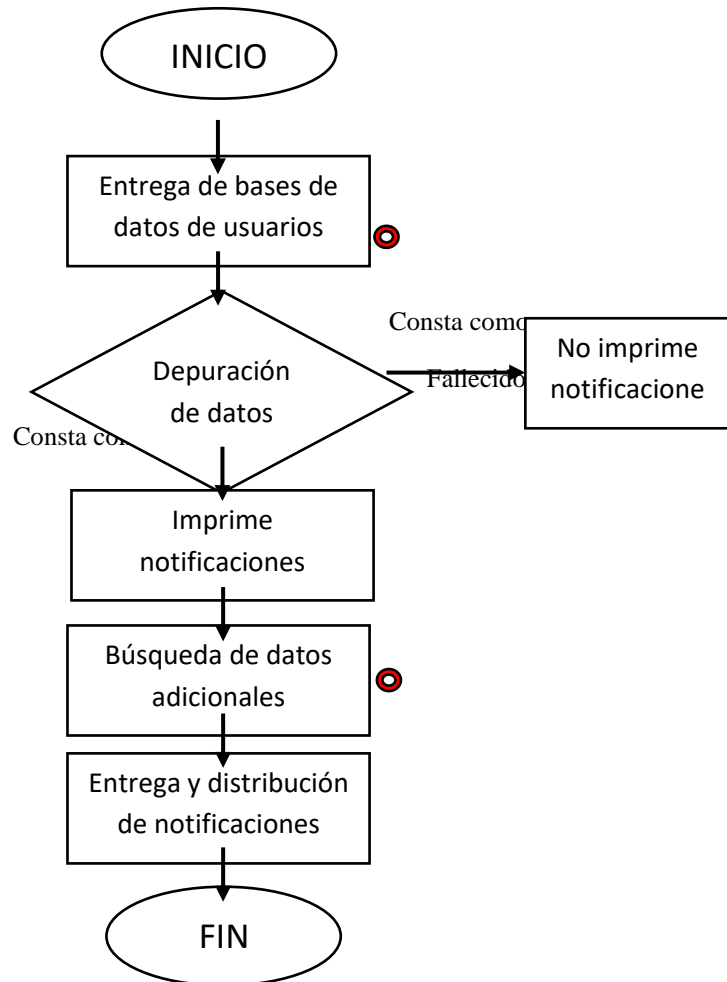 INICIO
Entrega de bases de
datos de usuarios
Consta como
Fallecido
No imprime
notificacione
Depuración
de datos
Consta
Imprime
notificaciones
Búsqueda de datos
adicionales
Entrega y distribución
de notificaciones
FIN